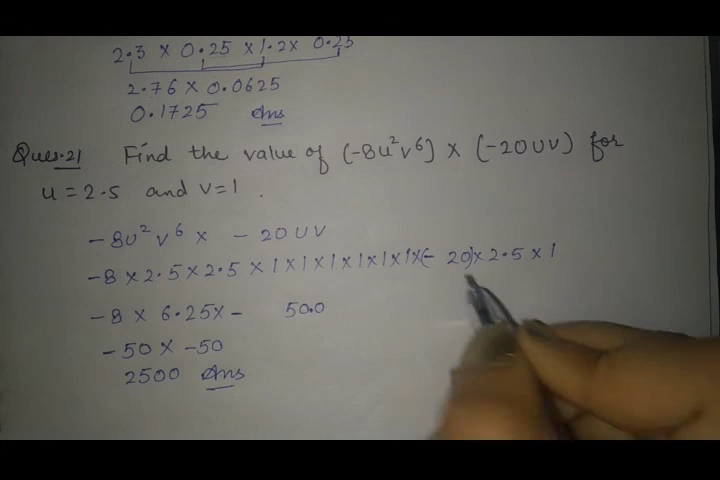 2.3 × 0.25 × 1.2 × 0.25
2.76 × 0.0625
0.1725 Ans
Ques.21 Find the value of (-8u²v⁶) × (-20UV) for
u = 2.5 and v=1.
-8u²v⁶ × -20UV
-8 × 2.5 × 2.5 × 1×1×1×1×1×1×(-20)×2.5×1
-8 × 6.25× - 50.0
-50 × -50
2500 Ans